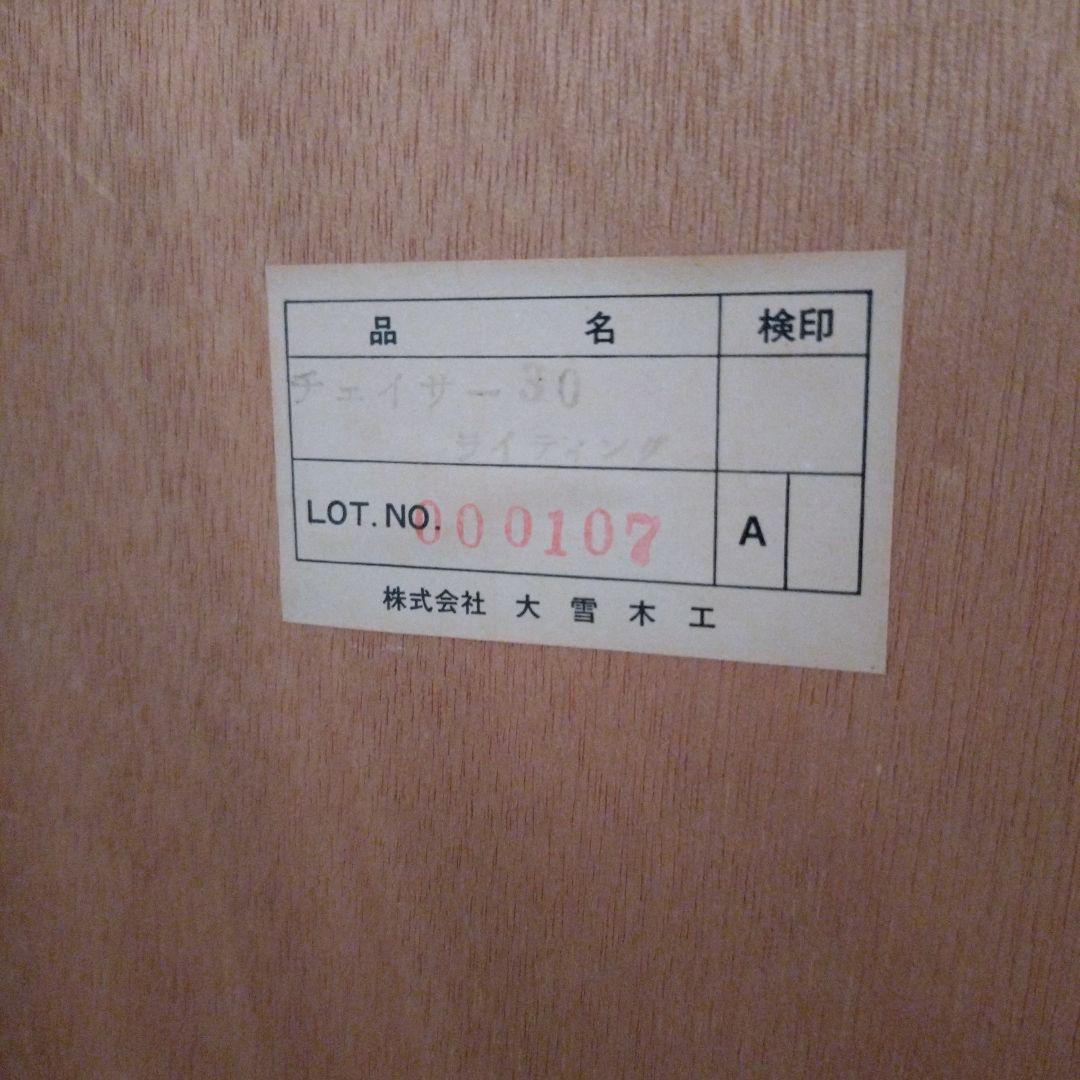 品名 検印
チェイサー30
ライティング
LOT.NO. 000107 A
株式会社 大雪木工